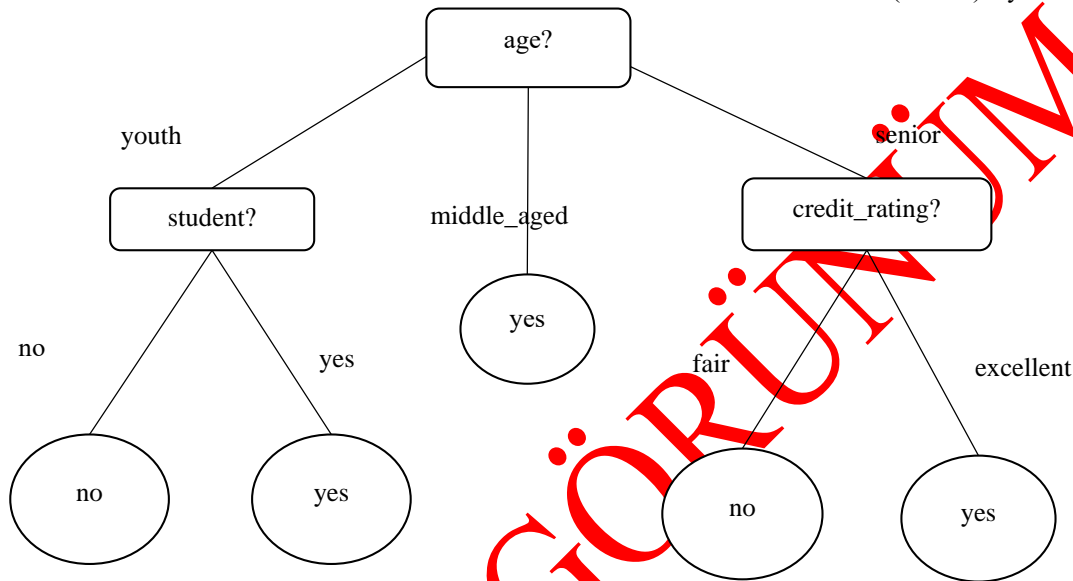 age?
youth
senior
student?
middle_aged
credit_rating?
yes
no
yes
fair
excellent
no
yes
no
yes
GÖRÜNÜM